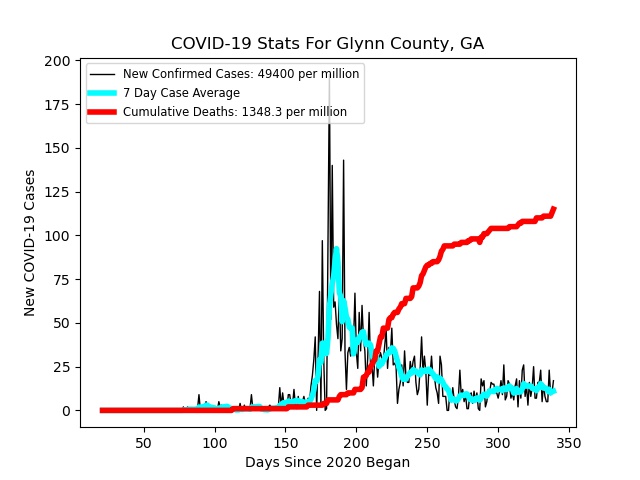 COVID-19 Stats For Glynn County, GA
New Confirmed Cases: 49400 per million
7 Day Case Average
Cumulative Deaths: 1348.3 per million
New COVID-19 Cases
200
175
150
125
100
75
50
25
0
50
100
150
200
250
300
350
Days Since 2020 Began